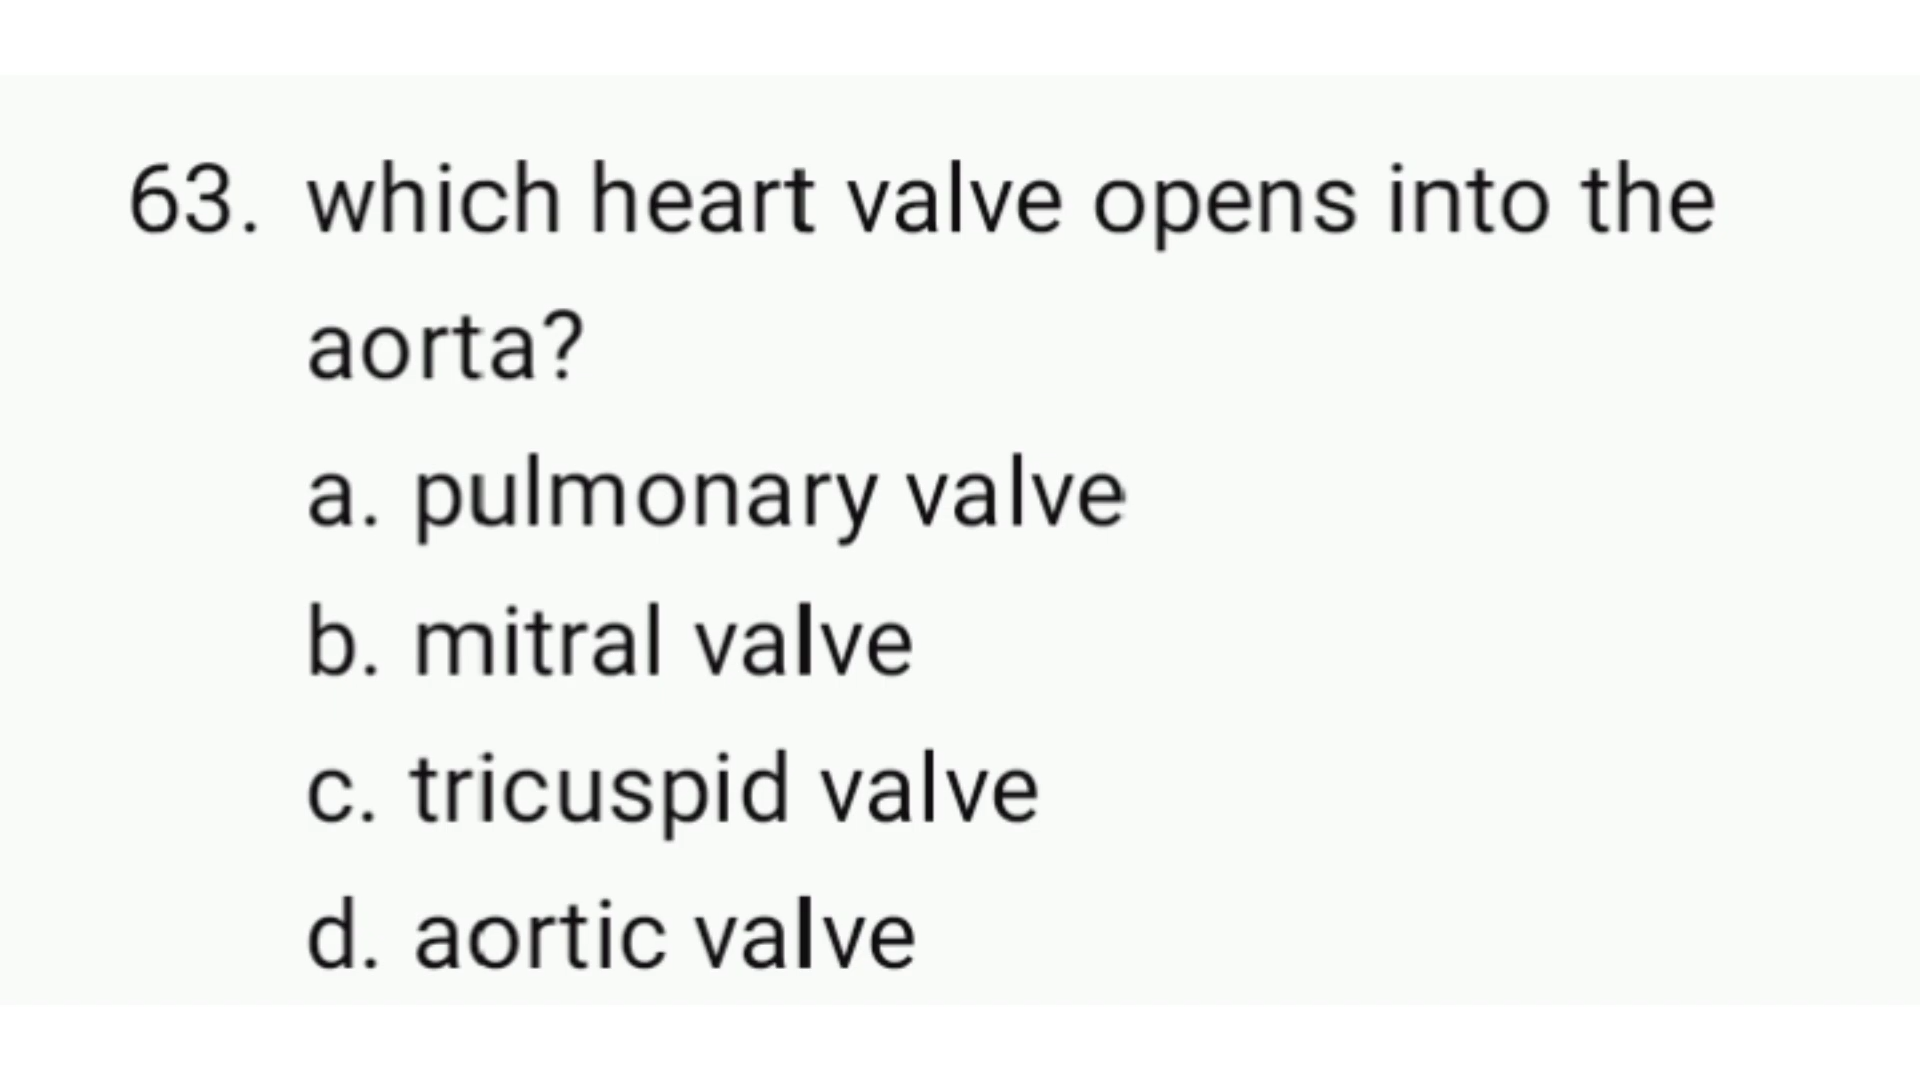 63. which heart valve opens into the
aorta?
a. pulmonary valve
b. mitral valve
c. tricuspid valve
d. aortic valve